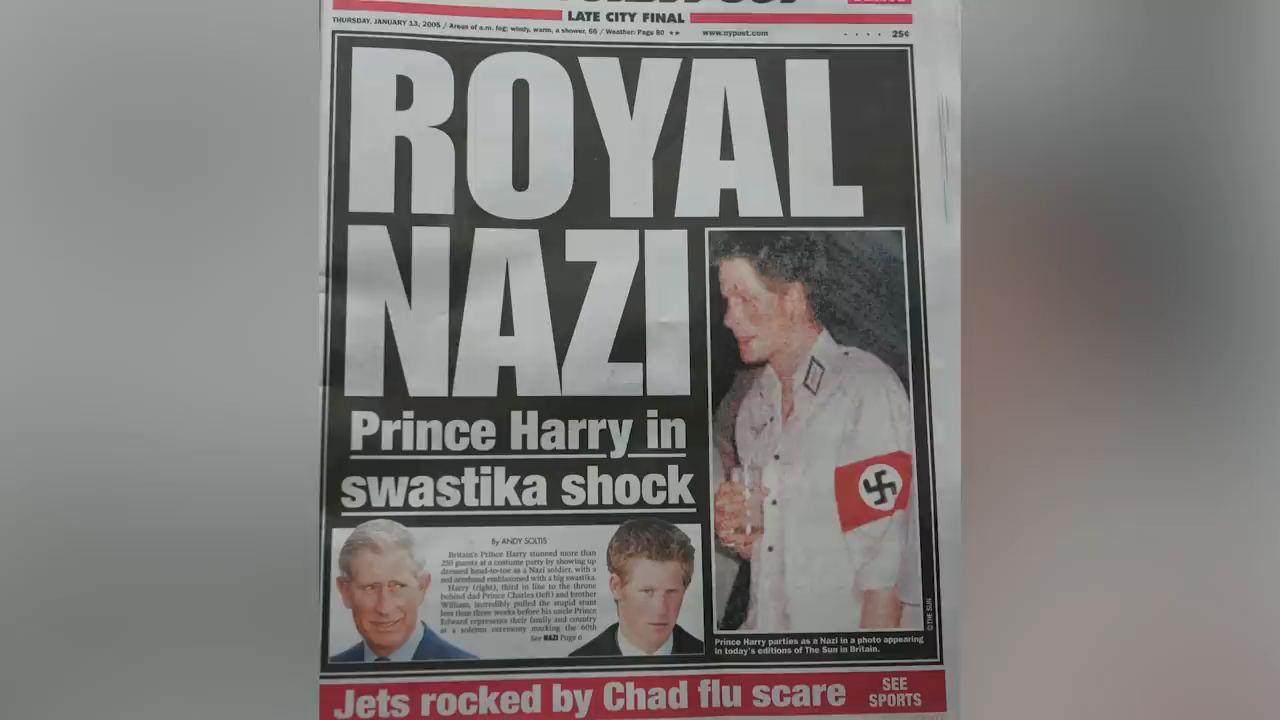 LATE CITY FINAL
THURSDAY, JANUARY 13, 2005 / Areas of a.m. fog; windy, warm, a shower, 66 / Weather: Page 80 ★★
www.nypost.com
25¢
ROYAL
NAZI
Prince Harry in
swastika shock
By ANDY SOLTIS
Britain's Prince Harry stunned more than
250 guests at a costume party by showing up
dressed head-to-toe as a Nazi soldier, with a
red armband emblazoned with a big swastika.
Harry (right), third in line to the throne
behind dad Prince Charles (left) and brother
William, incredibly pulled the stupid stunt
less than three weeks before his uncle Prince
Edward represents their family and country
at a solemn ceremony marking the 60th
See NAZI Page 6
©THE SUN
Prince Harry parties as a Nazi in a photo appearing
in today's editions of The Sun in Britain.
Jets rocked by Chad flu scare
SEE
SPORTS